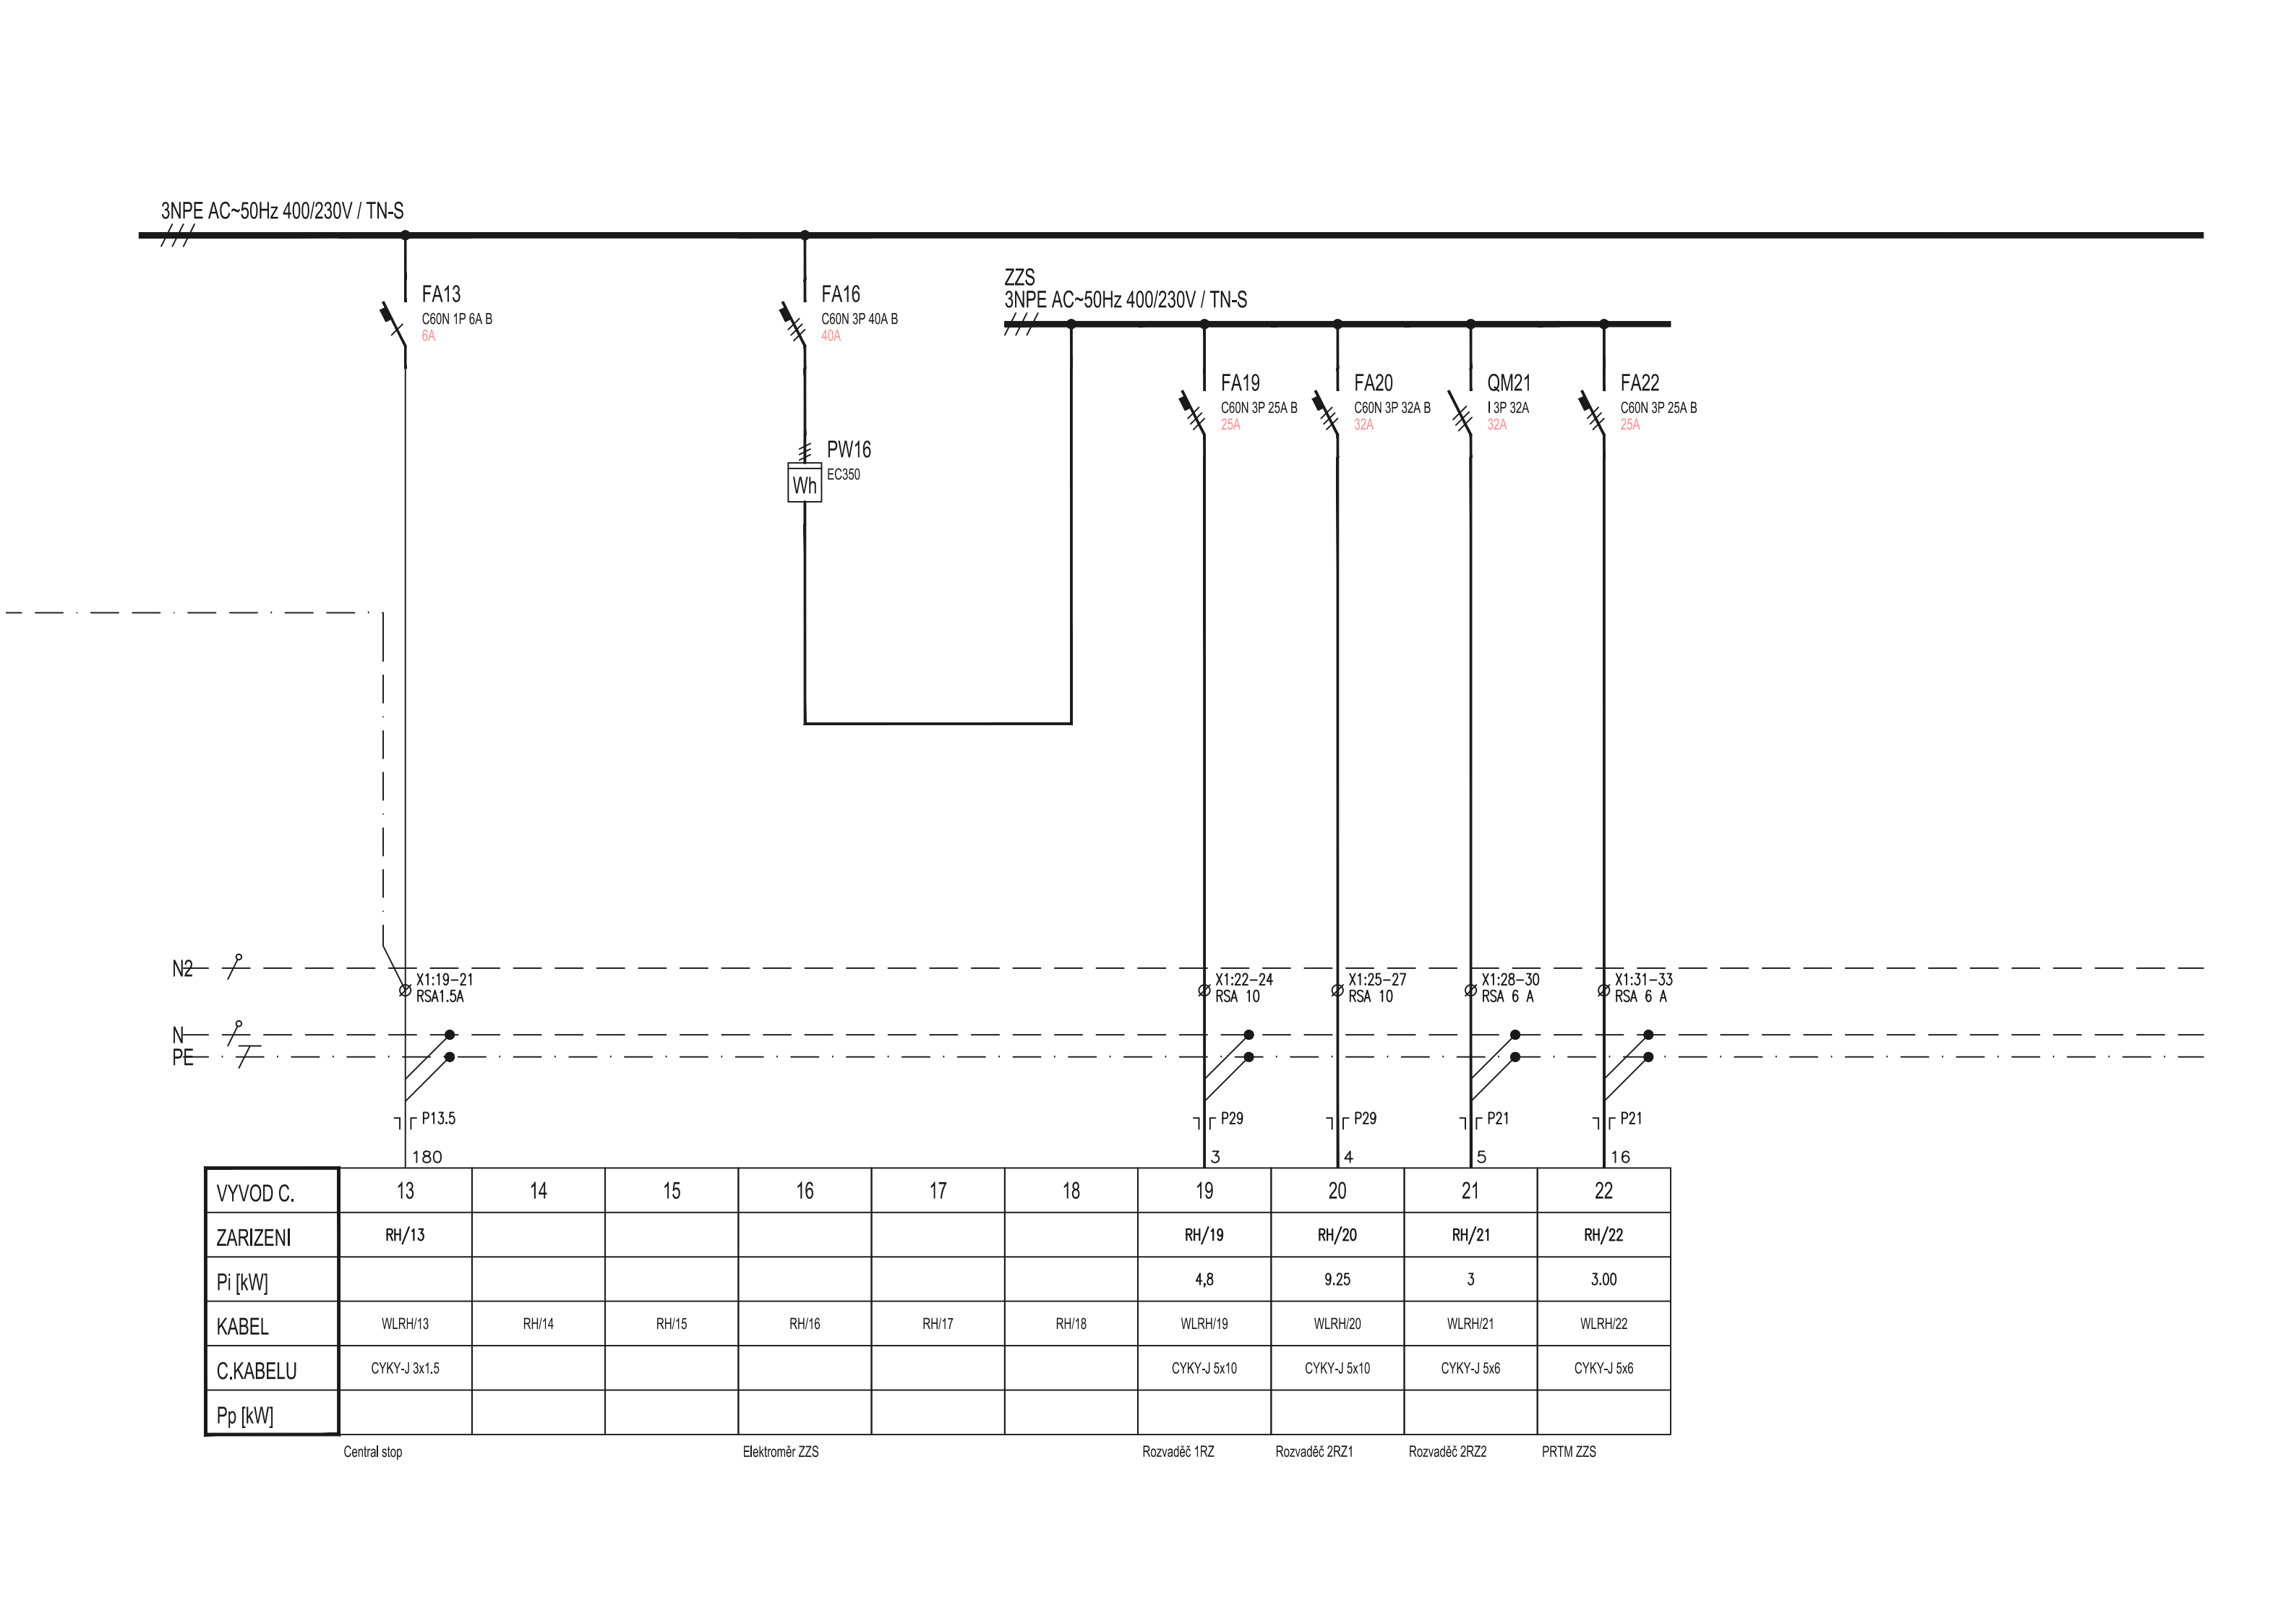 3NPE AC~50Hz 400/230V / TN-S
ZZS
3NPE AC~50Hz 400/230V / TN-S
FA13
C60N 1P 6A B
6A
FA16
C60N 3P 40A B
40A
FA19
C60N 3P 25A B
25A
FA20
C60N 3P 32A B
32A
QM21
I 3P 32A
32A
FA22
C60N 3P 25A B
25A
PW16
EC350
Wh
N2
X1:19-21
RSA1.5A
X1:22-24
RSA 10
X1:25-27
RSA 10
X1:28-30
RSA 6 A
X1:31-33
RSA 6 A
N
PE
P13.5 P29 P29 P21 P21
180 3 4 5 16
VYVOD C. 13 14 15 16 17 18 19 20 21 22
ZARIZENI RH/13 RH/19 RH/20 RH/21 RH/22
Pi [kW] 4,8 9.25 3 3.00
KABEL WLRH/13 RH/14 RH/15 RH/16 RH/17 RH/18 WLRH/19 WLRH/20 WLRH/21 WLRH/22
C.KABELU CYKY-J 3x1.5 CYKY-J 5x10 CYKY-J 5x10 CYKY-J 5x6 CYKY-J 5x6
Pp [kW]
Central stop Elektroměr ZZS Rozvaděč 1RZ Rozvaděč 2RZ1 Rozvaděč 2RZ2 PRTM ZZS